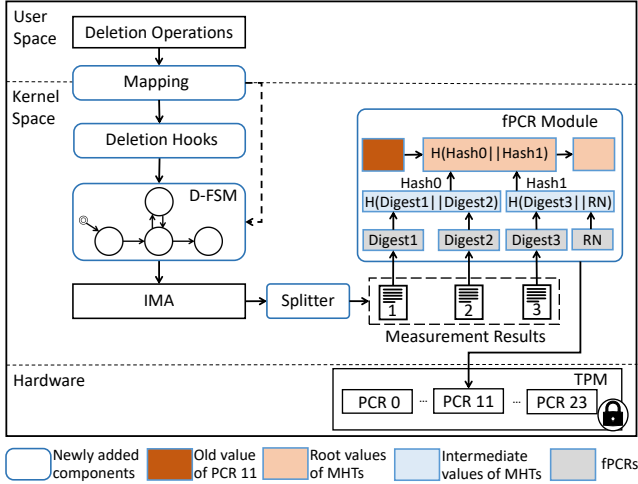 User
Space
Deletion Operations
Mapping
Kernel
Space
Deletion Hooks
D-FSM
IMA
Splitter
fPCR Module
H(Hash0||Hash1)
Hash0
Hash1
H(Digest1||Digest2)
H(Digest3||RN)
Digest1
Digest2
Digest3
RN
1
2
3
Measurement Results
Hardware
TPM
PCR 0
...
PCR 11
...
PCR 23
Newly added
components
Old value
of PCR 11
Root values
of MHTs
Intermediate
values of MHTs
fPCRs